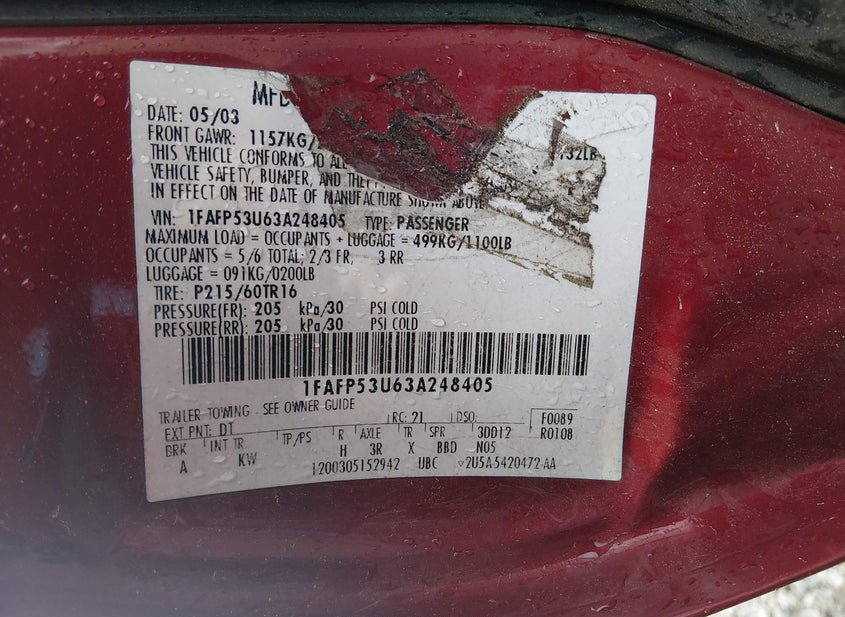 MFD
DATE: 05/03
FRONT GAWR: 1157KG/ 132LB
THIS VEHICLE CONFORMS TO ALL
VEHICLE SAFETY, BUMPER, AND THEFT
IN EFFECT ON THE DATE OF MANUFACTURE SHOWN ABOVE
VIN: 1FAFP53U63A248405 TYPE: PASSENGER
MAXIMUM LOAD = OCCUPANTS + LUGGAGE = 499KG/1100LB
OCCUPANTS = 5/6 TOTAL; 2/3 FR, 3 RR
LUGGAGE = 091KG/0200LB
TIRE: P215/60TR16
PRESSURE(FR): 205 kPa/30 PSI COLD
PRESSURE(RR): 205 kPa/30 PSI COLD
1FAFP53U63A248405
TRAILER TOWING - SEE OWNER GUIDE
EXT PNT: DT RC: 21 DSO: F0089
BRK INT TR TP/PS R AXLE TR SPR 3DD12 R0108
A KW H 3R X BBD N05
1200305152942 UBC 2U5A 5420472 AA